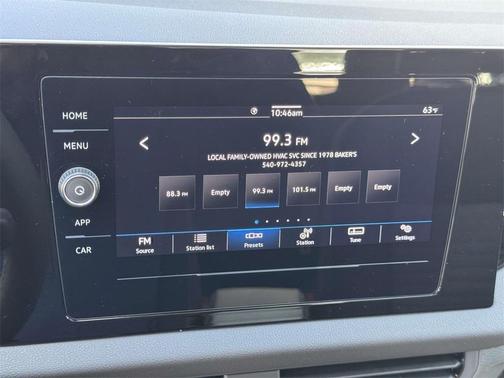 10:46am
63°F
HOME
MENU
APP
CAR
<
99.3 FM
>
LOCAL FAMILY-OWNED HVAC SVC SINCE 1978 BAKER'S
540-972-4357
88.3 FM
Empty
99.3 FM
101.5 FM
Empty
Empty
FM
Source
Station list
Presets
Station
Tune
Settings